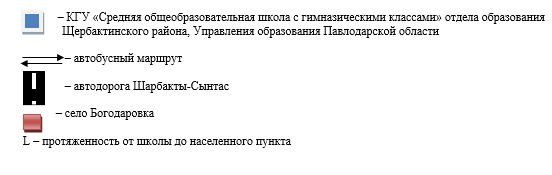 – КГУ «Средняя общеобразовательная школа с гимназическими классами» отдела образования
Щербактинского района, Управления образования Павлодарской области
– автобусный маршрут
– автодорога Шарбакты-Сынтас
– село Богодаровка
L – протяженность от школы до населенного пункта